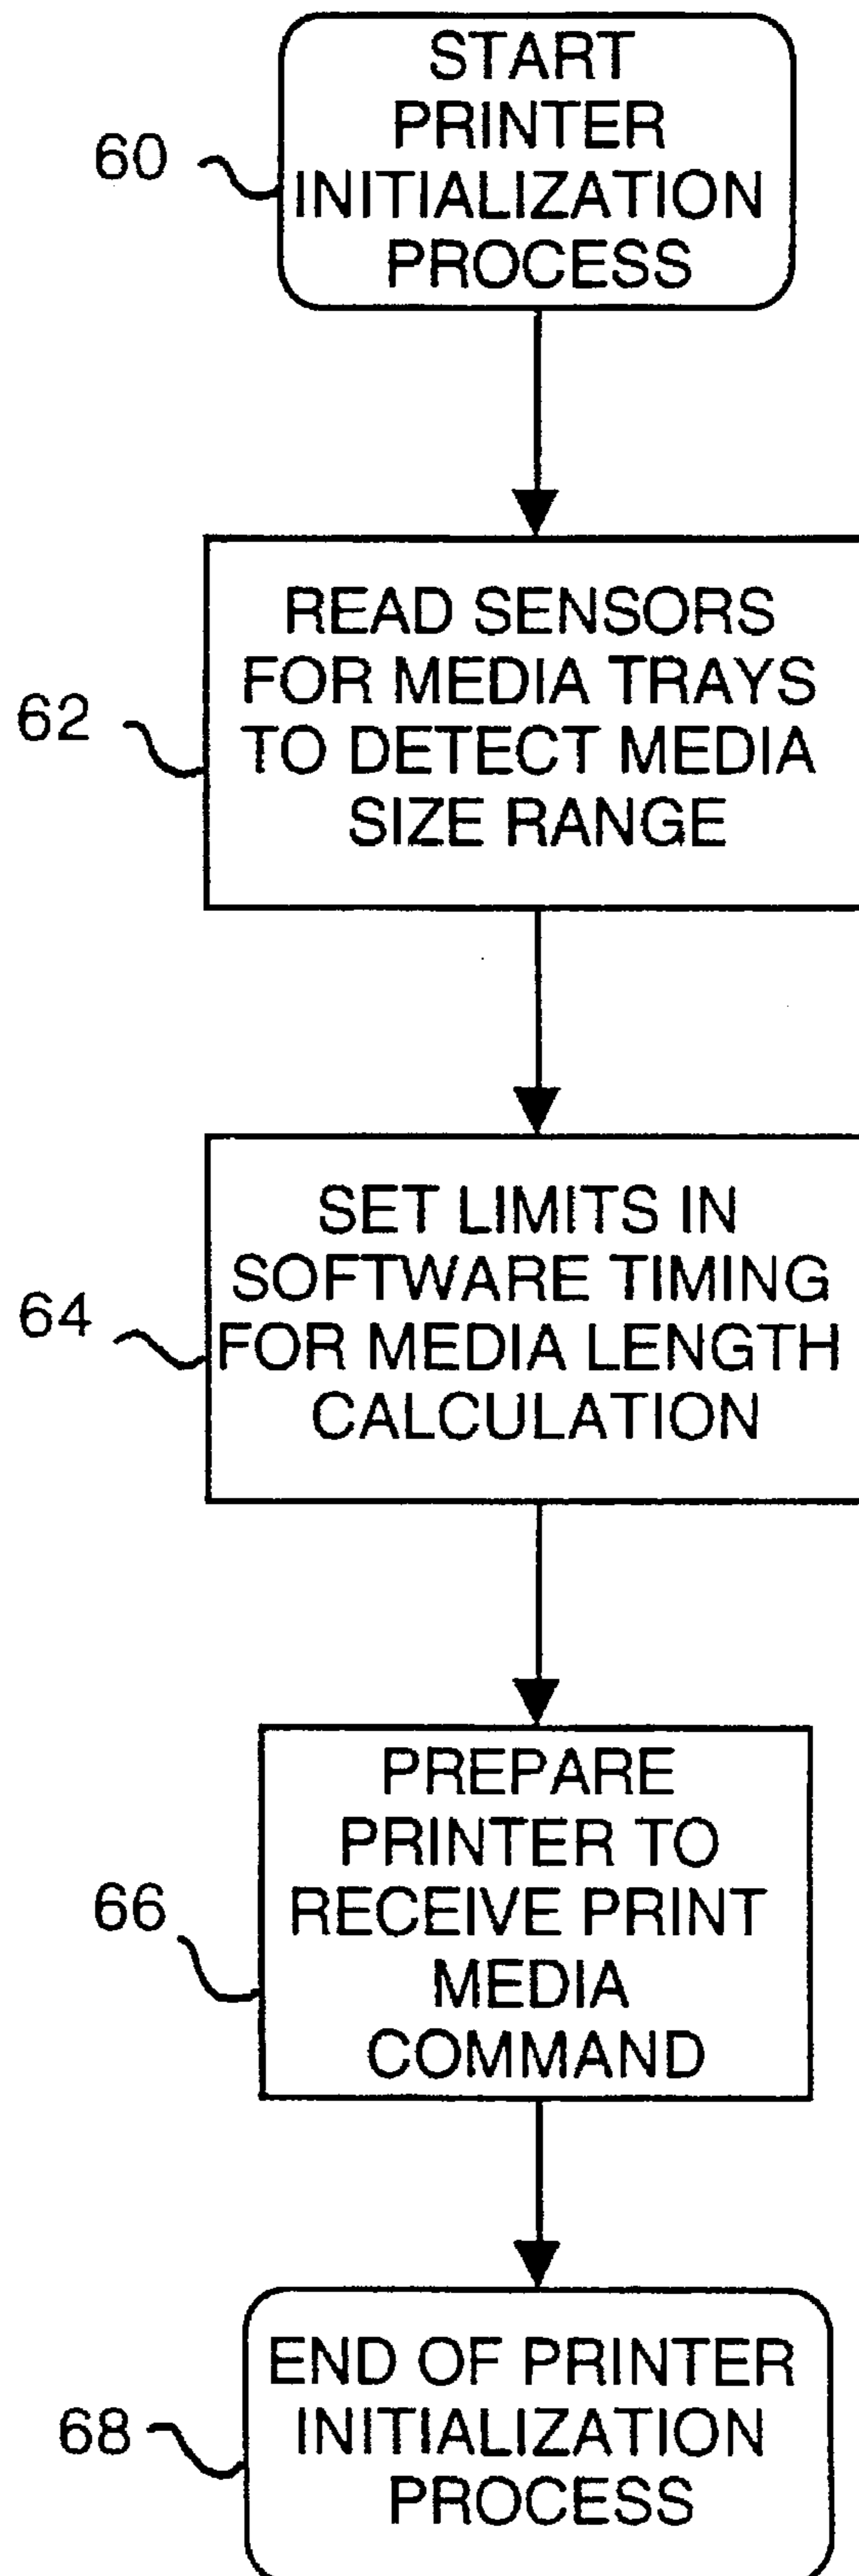 START
PRINTER
60
INITIALIZATION
PROCESS
READ SENSORS
FOR MEDIA TRAYS
62
TO DETECT MEDIA
SIZE RANGE
SET LIMITS IN
SOFTWARE TIMING
64
FOR MEDIA LENGTH
CALCULATION
PREPARE
PRINTER TO
66
RECEIVE PRINT
MEDIA
COMMAND
END OF PRINTER
68
INITIALIZATION
PROCESS